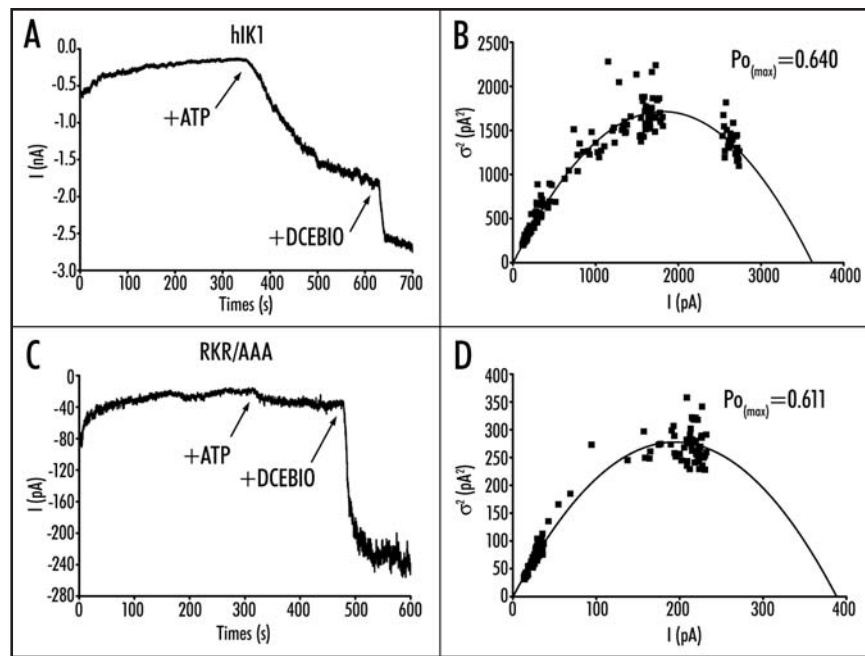 A
hIK1
0.0
-0.5
-1.0
-1.5
-2.0
-2.5
-3.0
I (nA)
+ATP
+DCEBIO
0 100 200 300 400 500 600 700
Times (s)
B
Po(max)=0.640
2500
2000
1500
1000
500
0
σ² (pA²)
0 1000 2000 3000 4000
I (pA)
C
RKR/AAA
0
-40
-80
-120
-160
-200
-240
-280
I (pA)
+ATP
+DCEBIO
0 100 200 300 400 500 600
Times (s)
D
Po(max)=0.611
400
350
300
250
200
150
100
50
0
σ² (pA²)
0 100 200 300 400
I (pA)